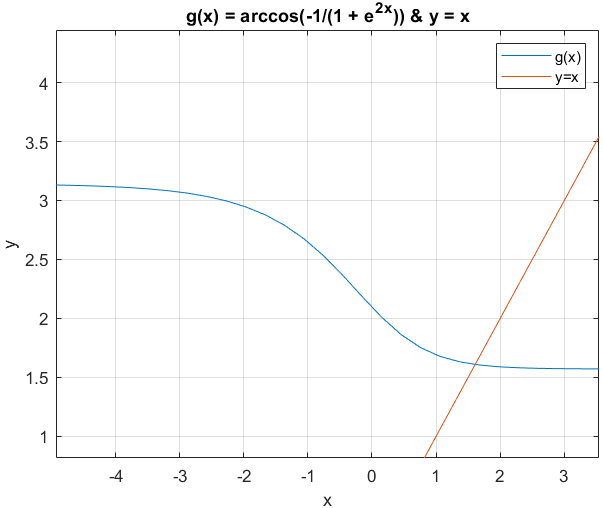 g(x) = arccos(-1/(1 + e^2x)) & y = x
g(x)
y=x
4
3.5
3
2.5
2
1.5
1
y
-4 -3 -2 -1 0 1 2 3
x